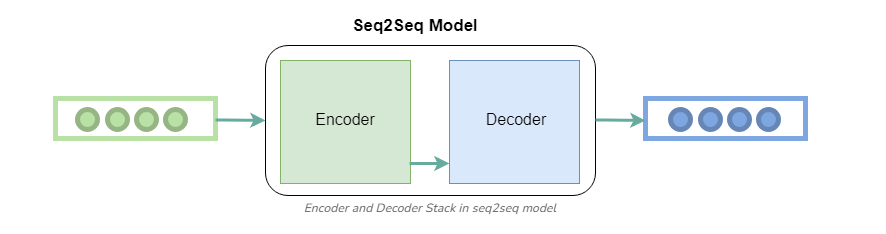 Seq2Seq Model
Encoder
Decoder
Encoder and Decoder Stack in seq2seq model